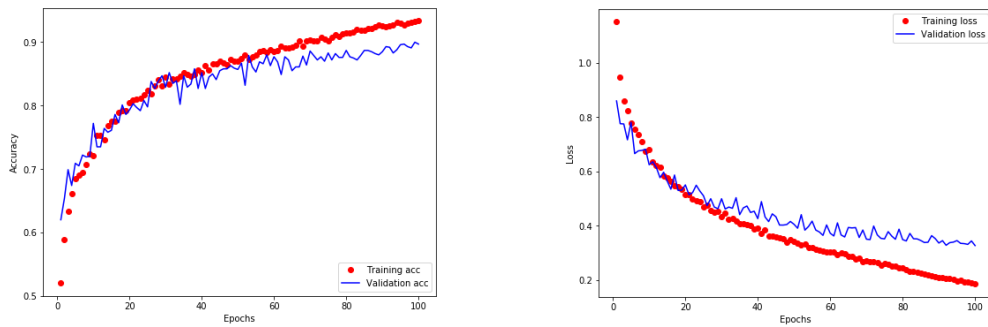 0.9
0.8
0.7
0.6
0.5
0 20 40 60 80 100
Accuracy
Epochs
Training acc
Validation acc
1.0
0.8
0.6
0.4
0.2
0 20 40 60 80 100
Loss
Epochs
Training loss
Validation loss